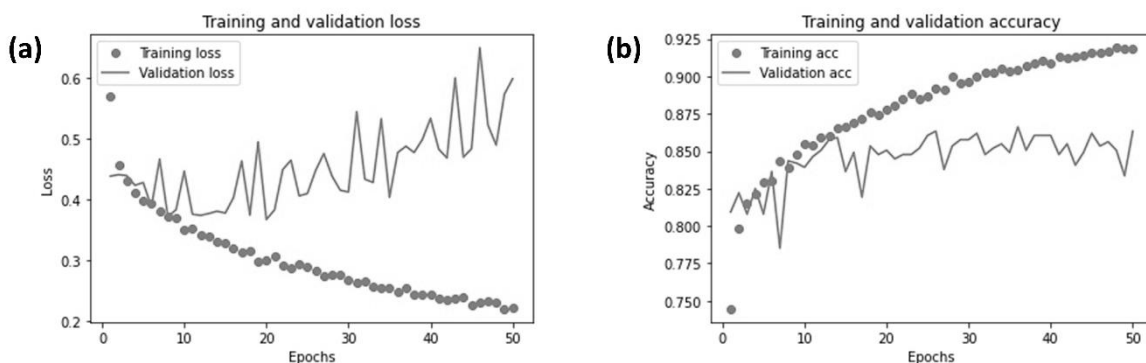 (a)
Training and validation loss
Training loss
Validation loss
0.6
0.5
0.4
0.3
0.2
Loss
0
10
20
30
40
50
Epochs
(b)
Training and validation accuracy
Training acc
Validation acc
0.925
0.900
0.875
0.850
0.825
0.800
0.775
0.750
Accuracy
0
10
20
30
40
50
Epochs